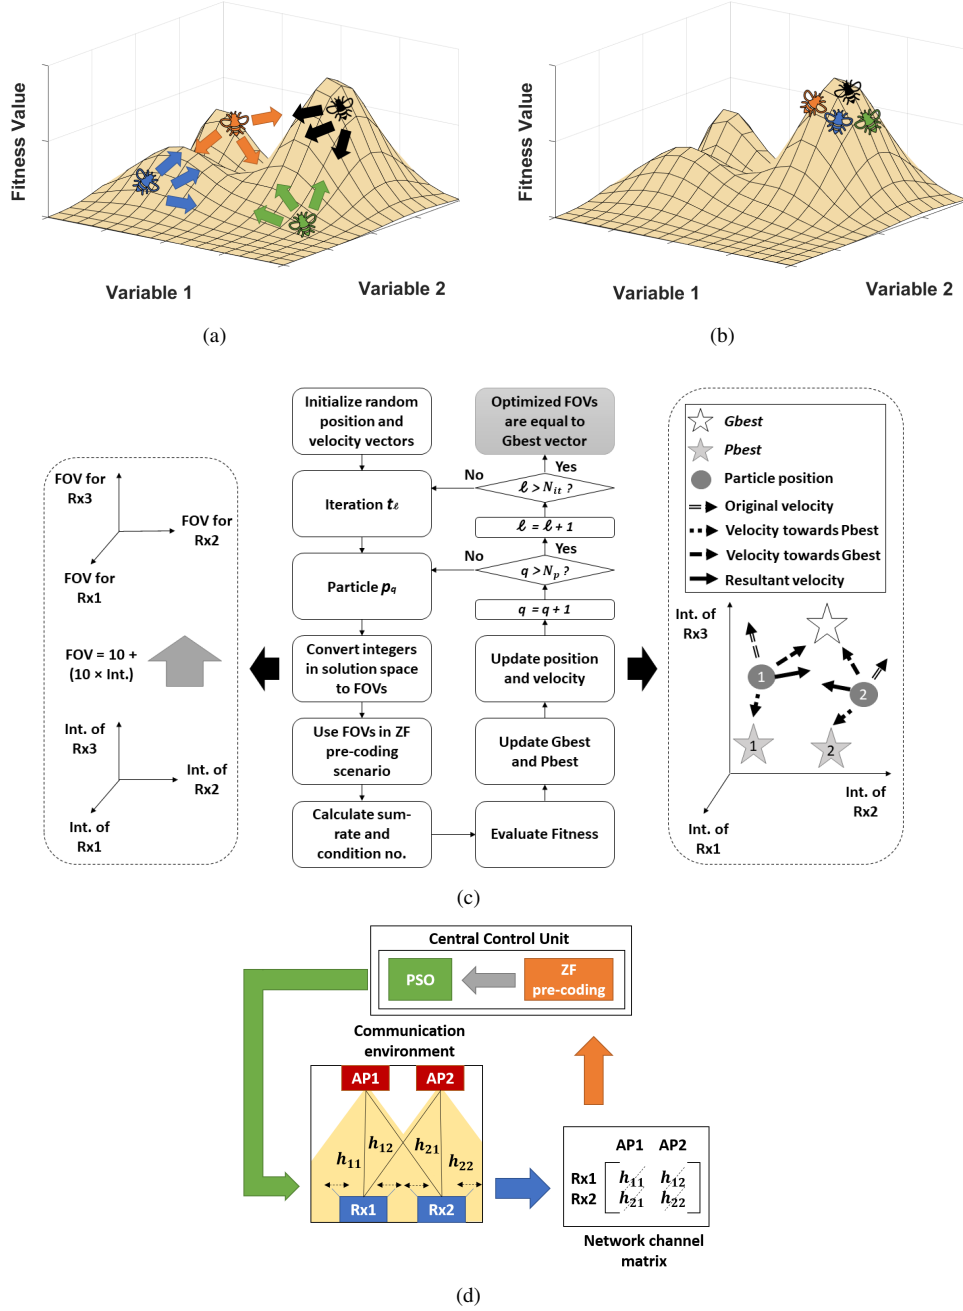 Fitness Value
Variable 1
Variable 2
(a)
Fitness Value
Variable 1
Variable 2
(b)
FOV for
Rx3
FOV for
Rx2
FOV for
Rx1
FOV = 10 +
(10 × Int.)
Int. of
Rx3
Int. of
Rx2
Int. of
Rx1
Initialize random
position and
velocity vectors
Iteration tℓ
Particle pq
Convert integers
in solution space
to FOVs
Use FOVs in ZF
pre-coding
scenario
Calculate sum-
rate and
condition no.
Optimized FOVs
are equal to
Gbest vector
No
Yes
ℓ > Nit ?
ℓ = ℓ + 1
No
Yes
q > Np ?
q = q + 1
Update position
and velocity
Update Gbest
and Pbest
Evaluate Fitness
Gbest
Pbest
Particle position
Original velocity
Velocity towards Pbest
Velocity towards Gbest
Resultant velocity
Int. of
Rx3
1
2
1
2
Int. of
Rx2
Int. of
Rx1
(c)
Central Control Unit
PSO
ZF
pre-coding
Communication
environment
AP1
AP2
h12
h21
h11
h22
Rx1
Rx2
AP1 AP2
Rx1 h11 h12
Rx2 h21 h22
Network channel
matrix
(d)